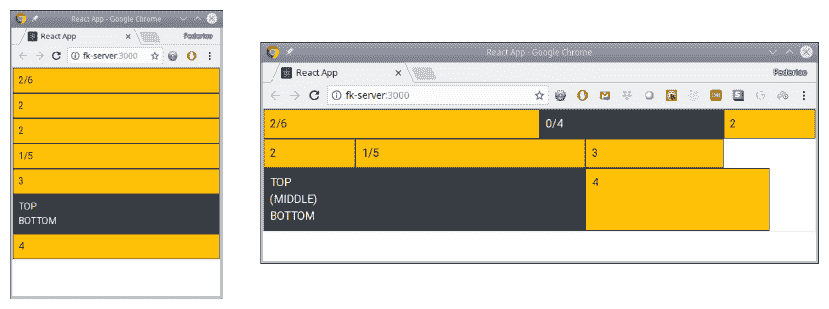 React App - Google Chrome
React App
Federico
fk-server:3000
2/6
2
2
1/5
3
TOP
BOTTOM
4
React App - Google Chrome
React App
Federico
fk-server:3000
2/6 0/4 2
2 1/5 3
TOP
(MIDDLE)
BOTTOM
4